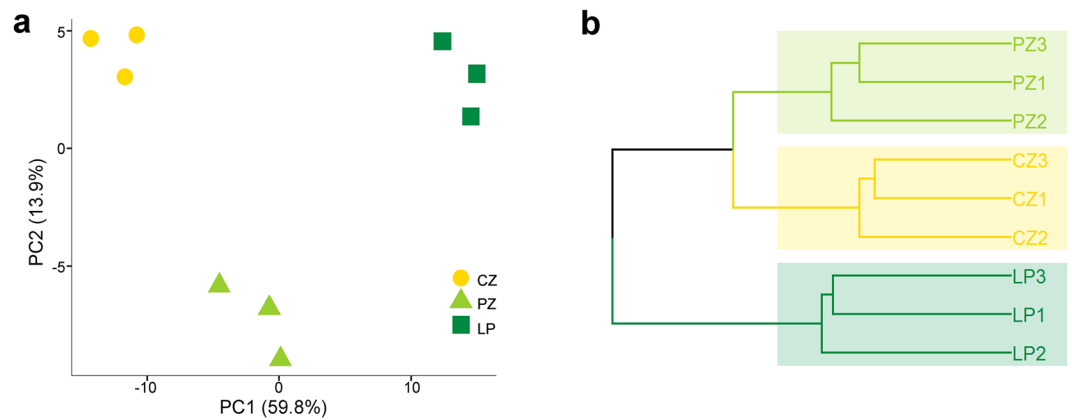 a
5
0
-5
PC2 (13.9%)
-10
0
10
PC1 (59.8%)
CZ
PZ
LP
b
PZ3
PZ1
PZ2
CZ3
CZ1
CZ2
LP3
LP1
LP2